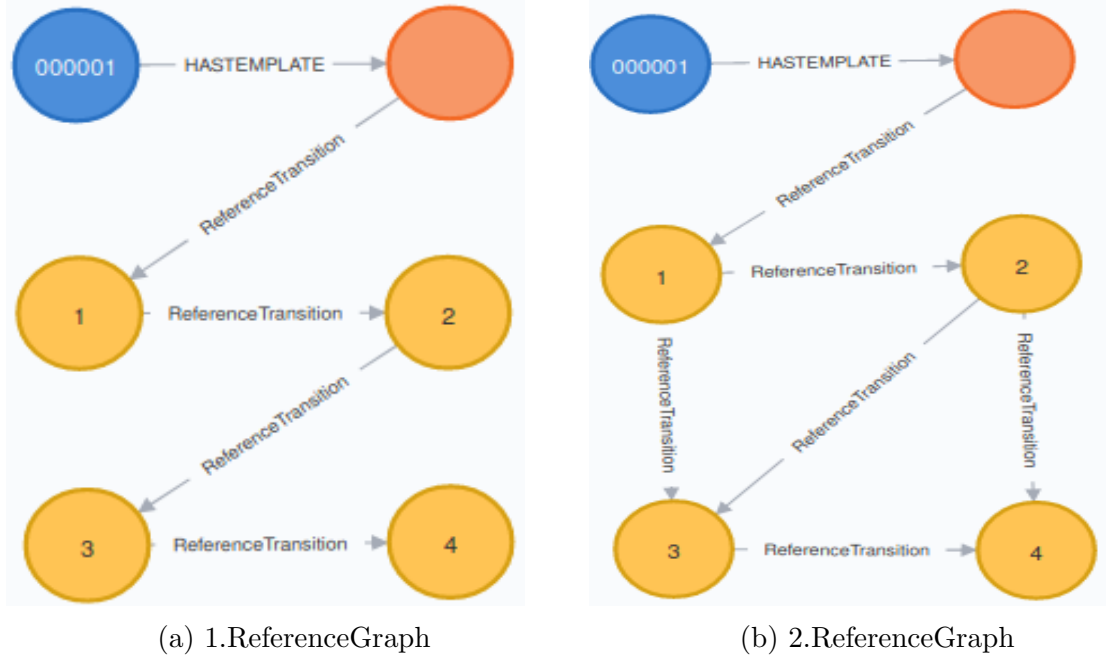 000001 HASTEMPLATE
ReferenceTransition
1 ReferenceTransition 2
ReferenceTransition
3 ReferenceTransition 4
(a) 1.ReferenceGraph
000001 HASTEMPLATE
ReferenceTransition
1 ReferenceTransition 2
ReferenceTransition
ReferenceTransition
ReferenceTransition
3 ReferenceTransition 4
(b) 2.ReferenceGraph